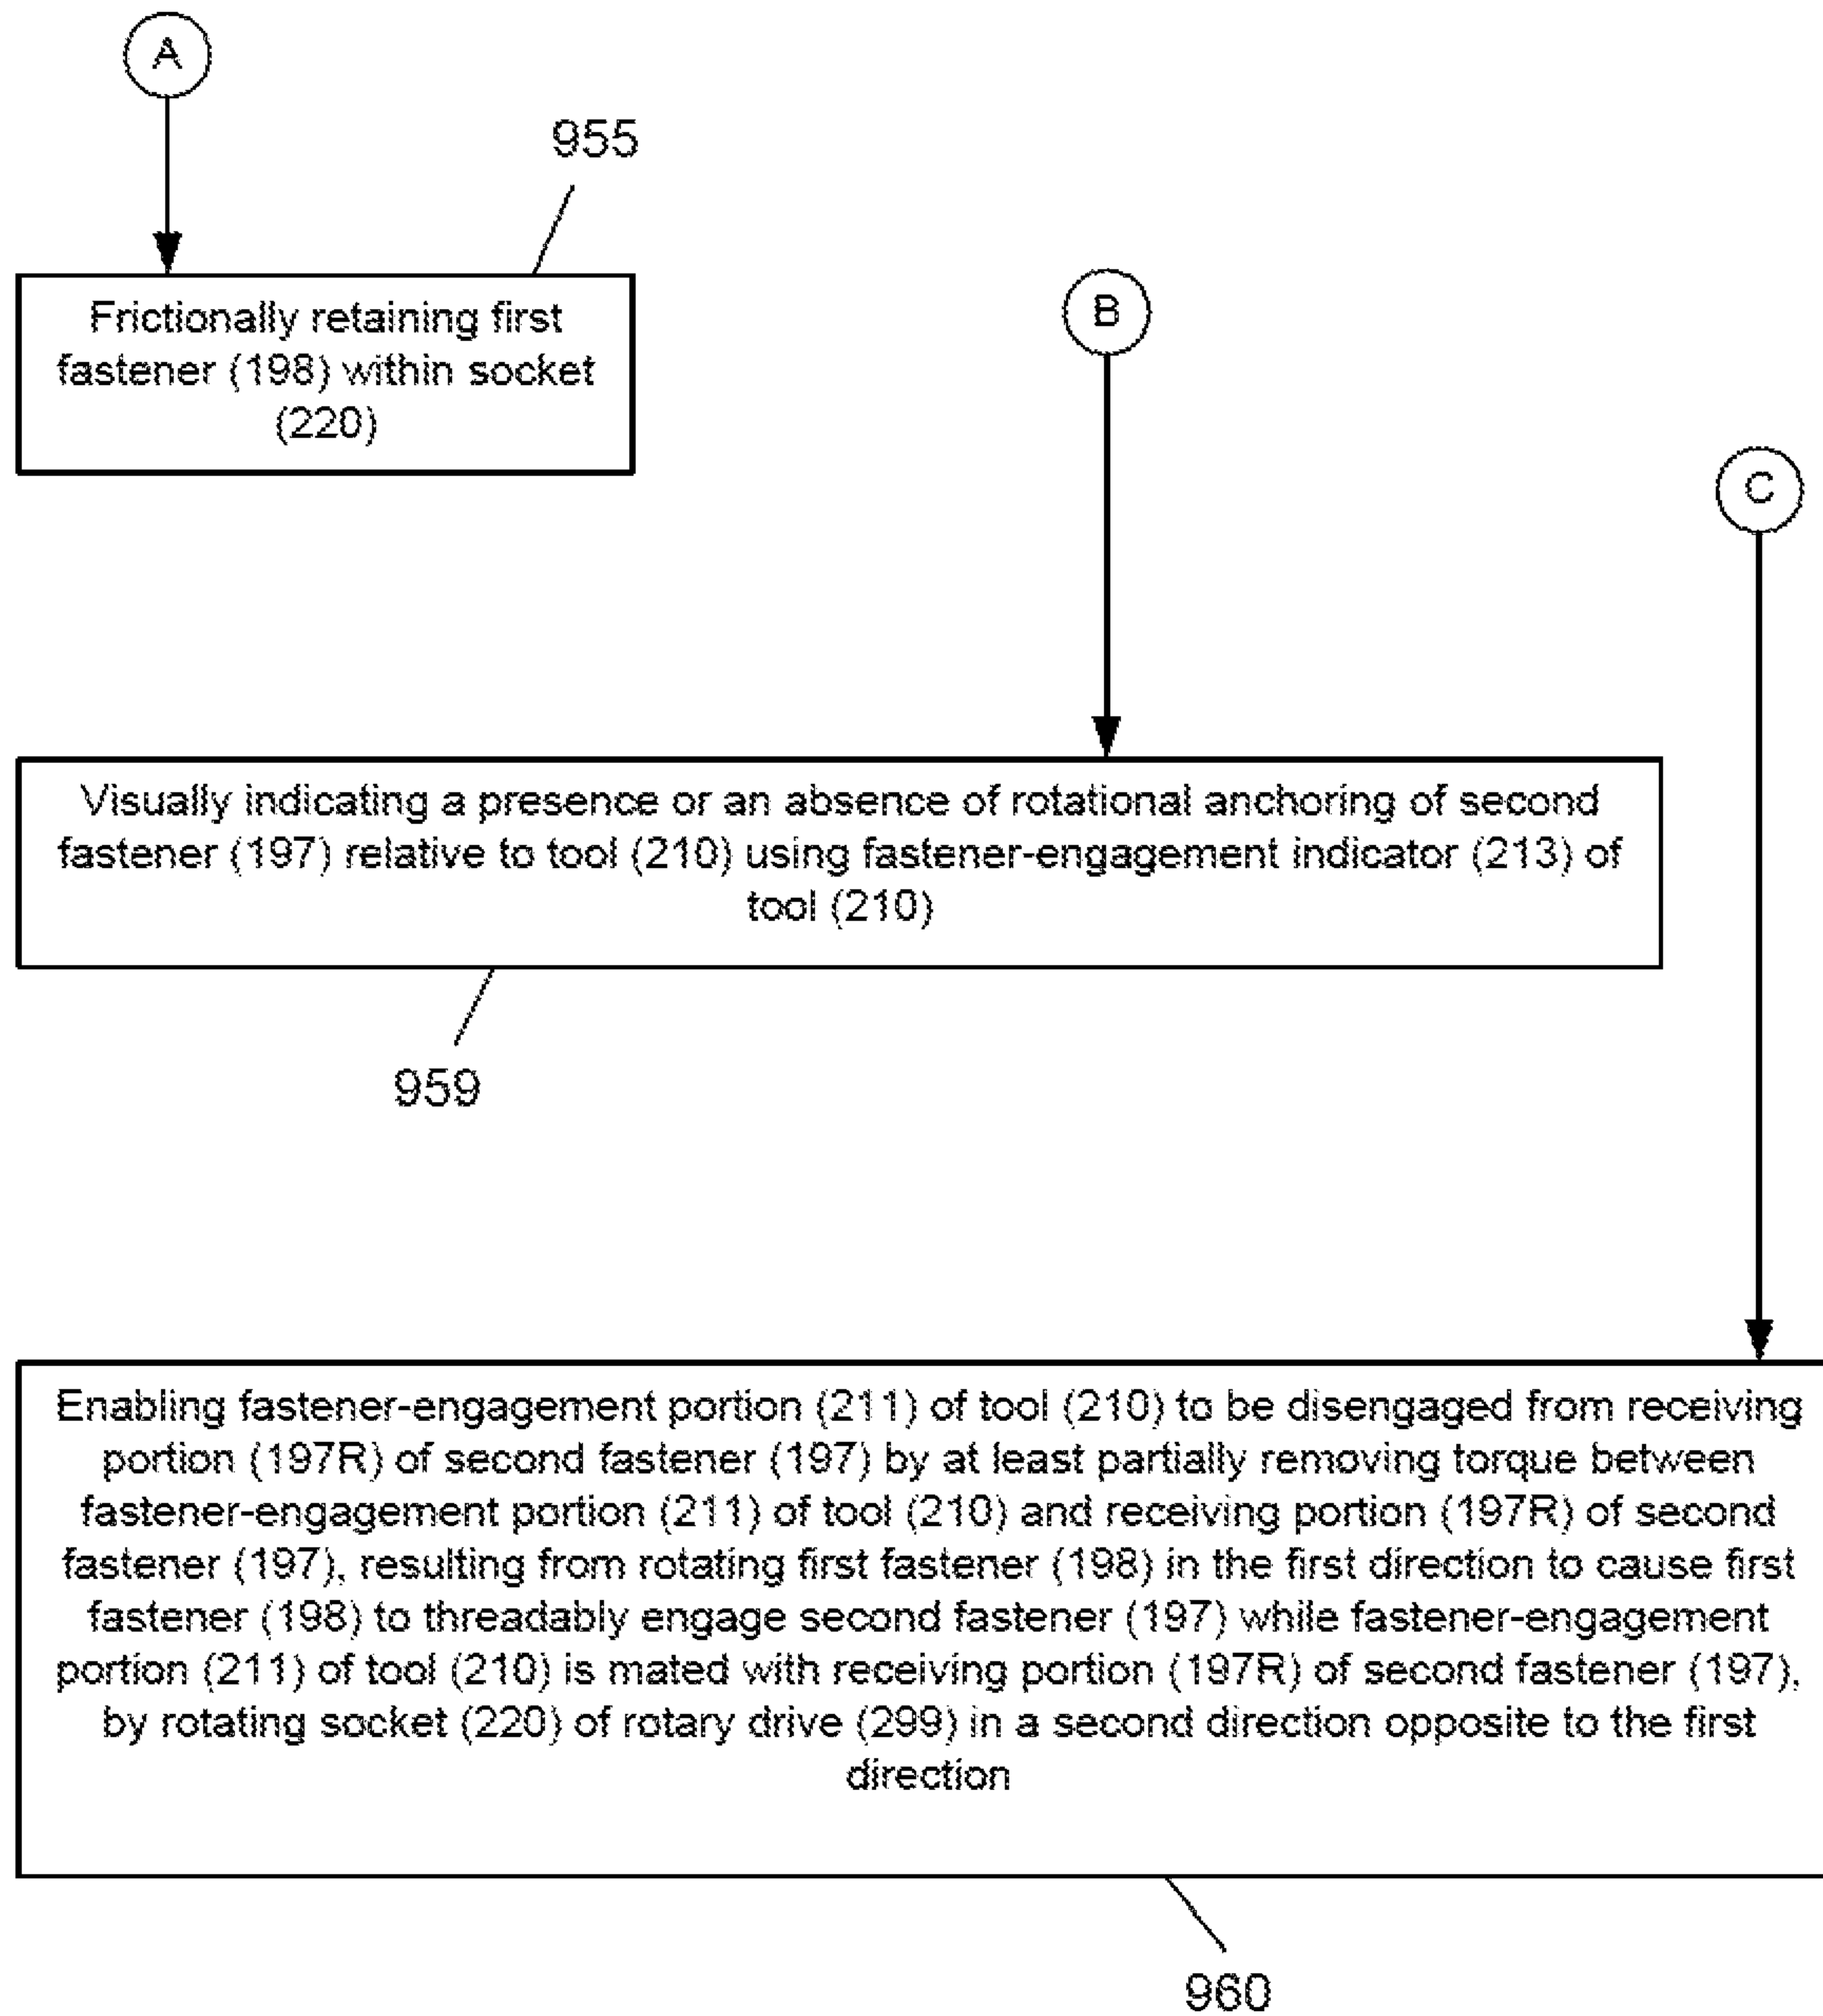 A
955
Frictionally retaining first
fastener (198) within socket
(220)
B
C
Visually indicating a presence or an absence of rotational anchoring of second
fastener (197) relative to tool (210) using fastener-engagement indicator (213) of
tool (210)
959
Enabling fastener-engagement portion (211) of tool (210) to be disengaged from receiving
portion (197R) of second fastener (197) by at least partially removing torque between
fastener-engagement portion (211) of tool (210) and receiving portion (197R) of second
fastener (197), resulting from rotating first fastener (198) in the first direction to cause first
fastener (198) to threadably engage second fastener (197) while fastener-engagement
portion (211) of tool (210) is mated with receiving portion (197R) of second fastener (197),
by rotating socket (220) of rotary drive (299) in a second direction opposite to the first
direction
960